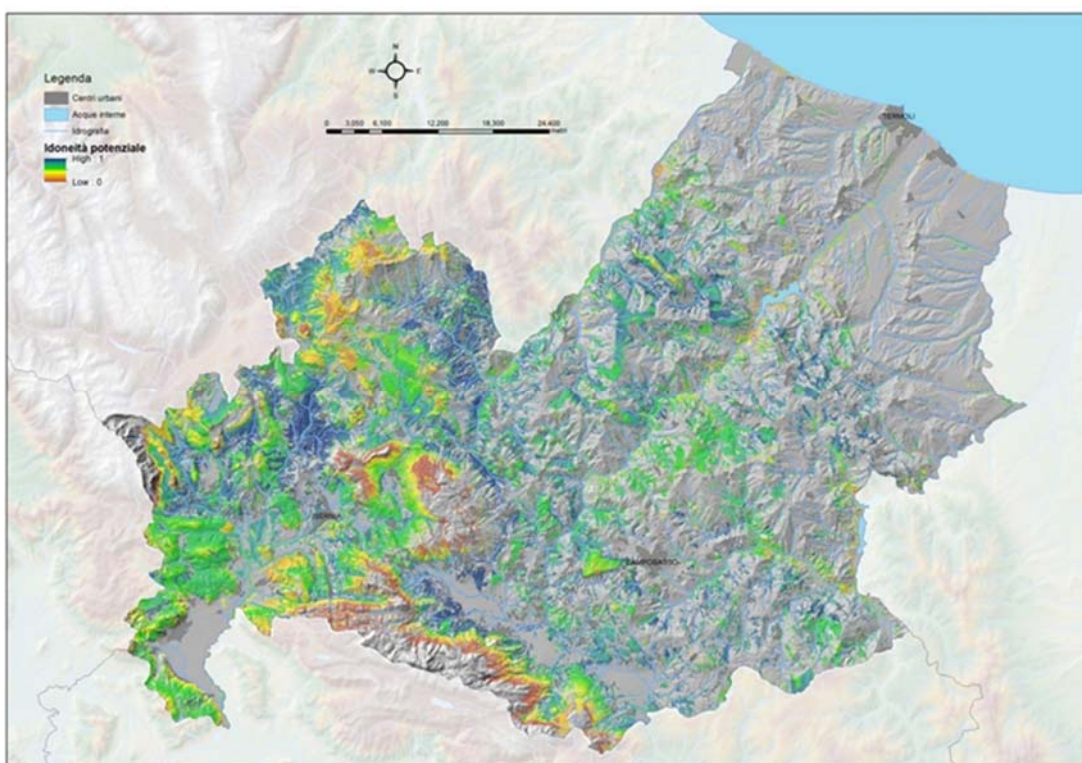 Legenda
Centri urbani
Acque interne
Idrografia
Idoneità potenziale
High : 1
Low : 0
N
W E
S
0 3,050 6,100 12,200 18,300 24,400
TERMOLI
CAMPOBASSO